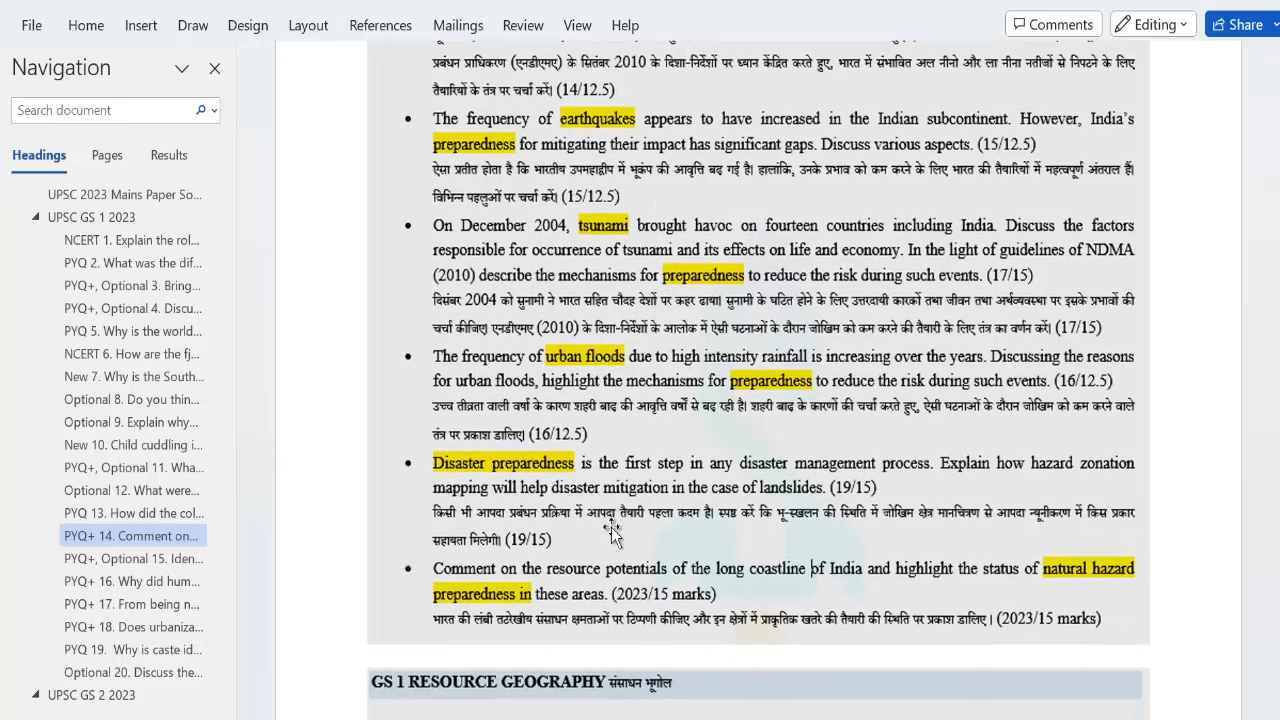 File Home Insert Draw Design Layout References Mailings Review View Help Comments Editing Share
Navigation
Search document
Headings Pages Results
UPSC 2023 Mains Paper So...
UPSC GS 1 2023
NCERT 1. Explain the rol...
PYQ 2. What was the dif...
PYQ+, Optional 3. Bring...
PYQ+, Optional 4. Discu...
PYQ 5. Why is the world...
NCERT 6. How are the fj...
New 7. Why is the South...
Optional 8. Do you thin...
Optional 9. Explain why...
New 10. Child cuddling i...
PYQ+, Optional 11. Wha...
Optional 12. What were...
PYQ 13. How did the col...
PYQ+ 14. Comment on...
PYQ+, Optional 15. Iden...
PYQ+ 16. Why did hum...
PYQ+ 17. From being n...
PYQ+ 18. Does urbaniza...
PYQ 19. Why is caste id...
Optional 20. Discuss the...
UPSC GS 2 2023
प्रबंधन प्राधिकरण (एनडीएमए) के सितंबर 2010 के दिशा-निर्देशों पर ध्यान केंद्रित करते हुए, भारत में संभावित अल नीनो और ला नीना नतीजों से निपटने के लिए
तैयारियों के तंत्र पर चर्चा करें। (14/12.5)
• The frequency of earthquakes appears to have increased in the Indian subcontinent. However, India's
preparedness for mitigating their impact has significant gaps. Discuss various aspects. (15/12.5)
ऐसा प्रतीत होता है कि भारतीय उपमहाद्वीप में भूकंप की आवृत्ति बढ़ गई है। हालांकि, उनके प्रभाव को कम करने के लिए भारत की तैयारियों में महत्वपूर्ण अंतराल हैं।
विभिन्न पहलुओं पर चर्चा करें। (15/12.5)
• On December 2004, tsunami brought havoc on fourteen countries including India. Discuss the factors
responsible for occurrence of tsunami and its effects on life and economy. In the light of guidelines of NDMA
(2010) describe the mechanisms for preparedness to reduce the risk during such events. (17/15)
दिसंबर 2004 को सुनामी ने भारत सहित चौदह देशों पर कहर ढाया। सुनामी के घटित होने के लिए उत्तरदायी कारकों तथा जीवन तथा अर्थव्यवस्था पर इसके प्रभावों की
चर्चा कीजिए। एनडीएमए (2010) के दिशा-निर्देशों के आलोक में ऐसी घटनाओं के दौरान जोखिम को कम करने की तैयारी के लिए तंत्र का वर्णन करें। (17/15)
• The frequency of urban floods due to high intensity rainfall is increasing over the years. Discussing the reasons
for urban floods, highlight the mechanisms for preparedness to reduce the risk during such events. (16/12.5)
उच्च तीव्रता वाली वर्षा के कारण शहरी बाढ़ की आवृत्ति वर्षों से बढ़ रही है। शहरी बाढ़ के कारणों की चर्चा करते हुए, ऐसी घटनाओं के दौरान जोखिम को कम करने वाले
तंत्र पर प्रकाश डालिए। (16/12.5)
• Disaster preparedness is the first step in any disaster management process. Explain how hazard zonation
mapping will help disaster mitigation in the case of landslides. (19/15)
किसी भी आपदा प्रबंधन प्रक्रिया में आपदा तैयारी पहला कदम है। स्पष्ट करें कि भू-स्खलन की स्थिति में जोखिम क्षेत्र मानचित्रण से आपदा न्यूनीकरण में किस प्रकार
सहायता मिलेगी। (19/15)
• Comment on the resource potentials of the long coastline of India and highlight the status of natural hazard
preparedness in these areas. (2023/15 marks)
भारत की लंबी तटरेखीय संसाधन क्षमताओं पर टिप्पणी कीजिए और इन क्षेत्रों में प्राकृतिक खतरे की तैयारी की स्थिति पर प्रकाश डालिए। (2023/15 marks)
GS 1 RESOURCE GEOGRAPHY संसाधन भूगोल